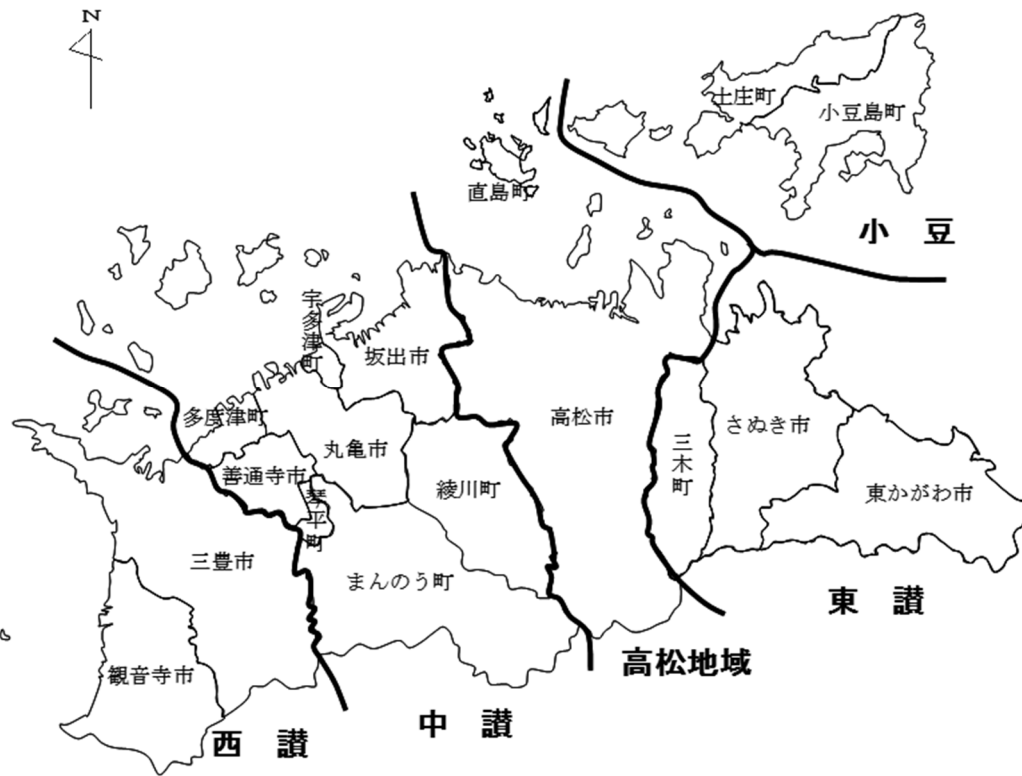 N
土庄町
小豆島町
直島町
小　豆
宇多津町
坂出市
多度津町
高松市
さぬき市
丸亀市
三木町
善通寺市
綾川町
東かがわ市
琴平町
三豊市
まんのう町
東　讃
高松地域
観音寺市
中　讃
西　讃